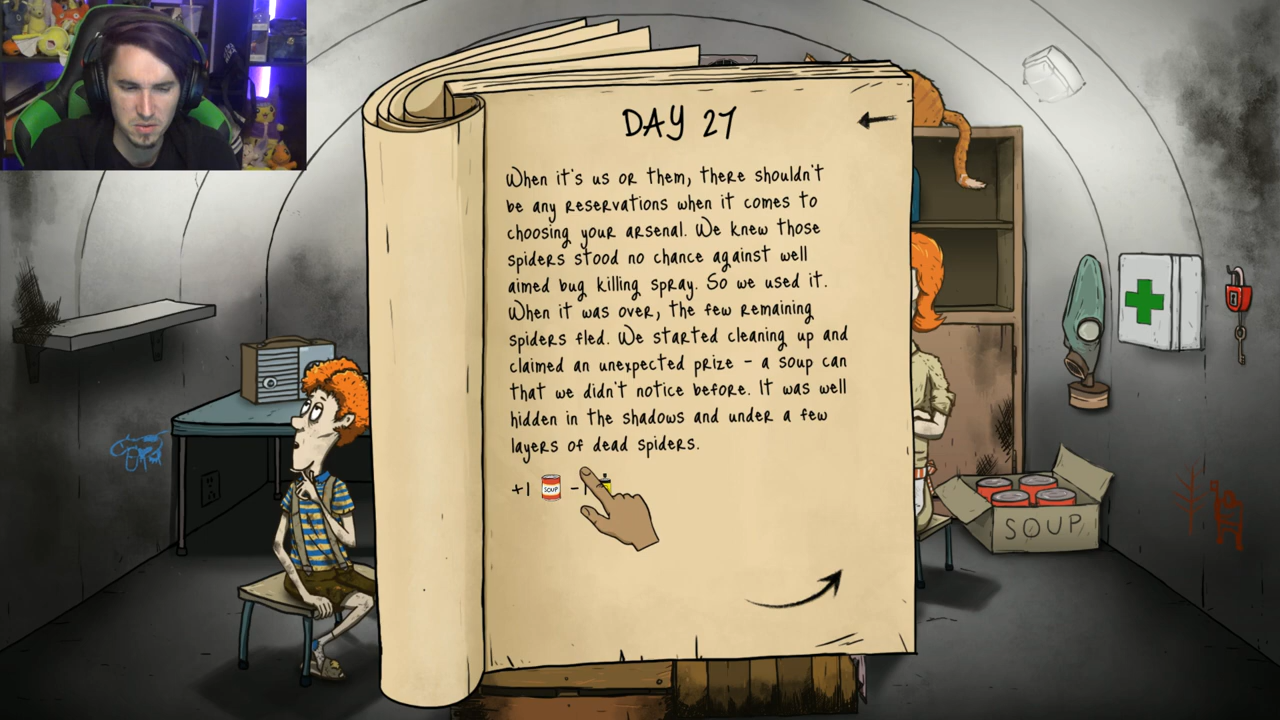 DAY 27
When it's us or them, there shouldn't
be any reservations when it comes to
choosing your arsenal. We knew those
spiders stood no chance against well
aimed bug killing spray. So we used it.
When it was over, the few remaining
spiders fled. We started cleaning up and
claimed an unexpected prize - a soup can
that we didn't notice before. It was well
hidden in the shadows and under a few
layers of dead spiders.
+1 SOUP -1
SOUP